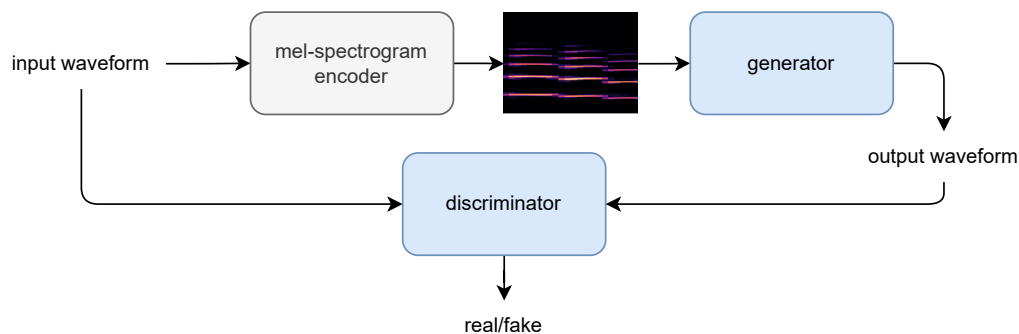 input waveform
mel-spectrogram
encoder
generator
output waveform
discriminator
real/fake